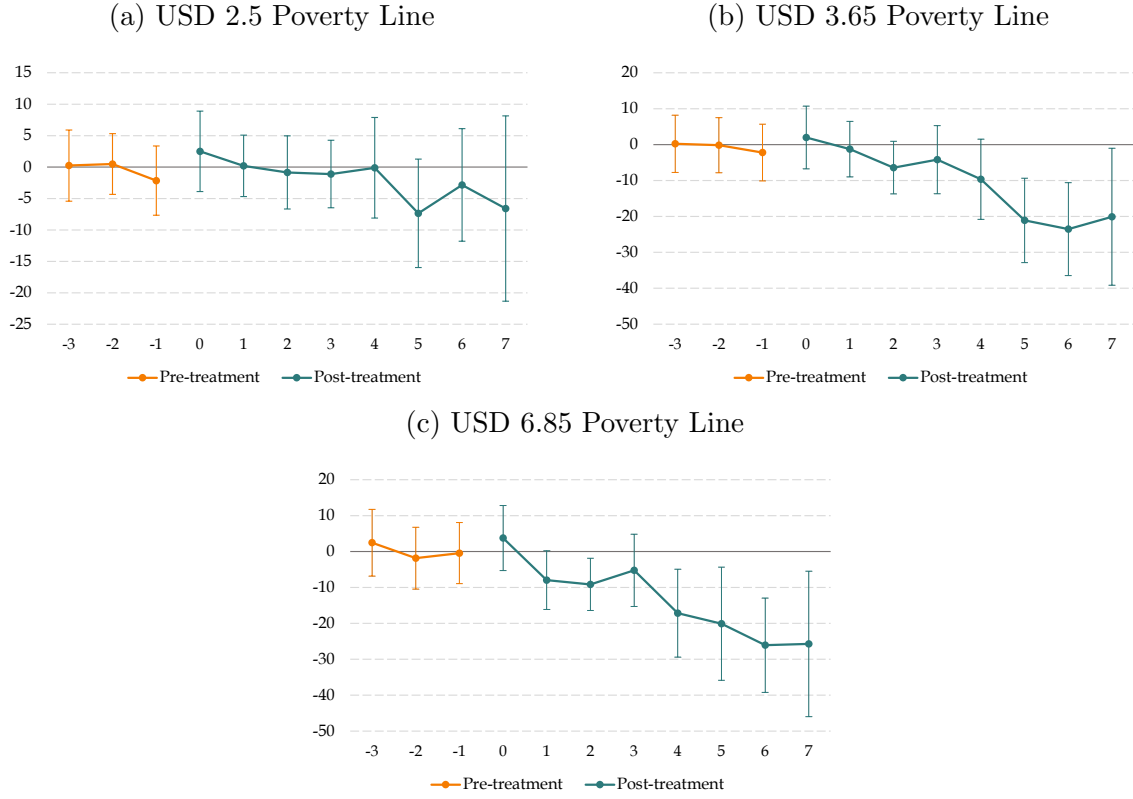 (a) USD 2.5 Poverty Line
15
10
5
0
-5
-10
-15
-20
-25
-3 -2 -1 0 1 2 3 4 5 6 7
Pre-treatment Post-treatment
(b) USD 3.65 Poverty Line
20
10
0
-10
-20
-30
-40
-50
-3 -2 -1 0 1 2 3 4 5 6 7
Pre-treatment Post-treatment
(c) USD 6.85 Poverty Line
20
10
0
-10
-20
-30
-40
-50
-3 -2 -1 0 1 2 3 4 5 6 7
Pre-treatment Post-treatment